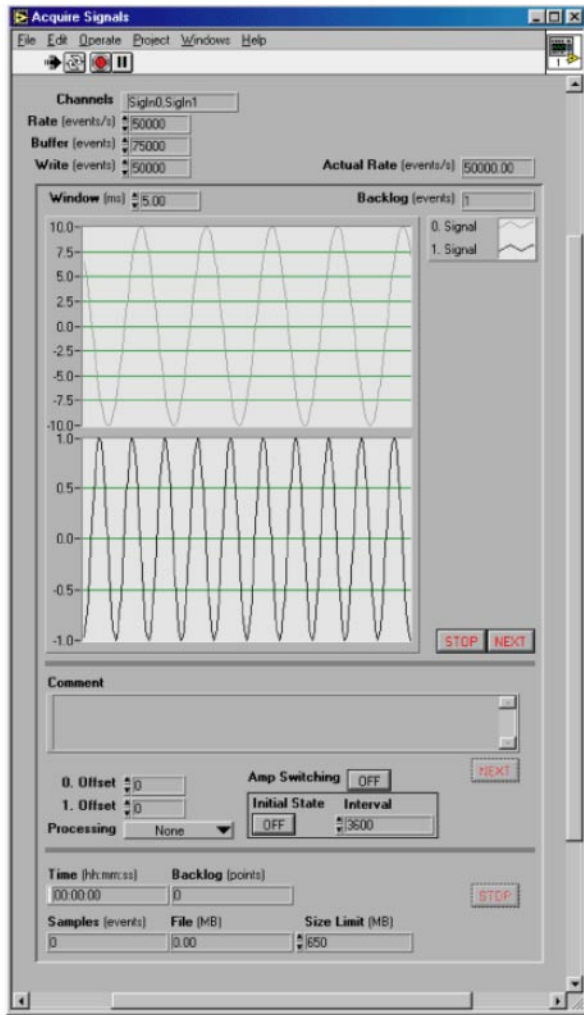 Acquire Signals
File Edit Operate Project Windows Help
1
Channels SigIn0,SigIn1
Rate (events/s) 50000
Buffer (events) 75000
Write (events) 50000 Actual Rate (events/s) 50000.00
Window (ms) 5.00 Backlog (events) 1
0. Signal
1. Signal
10.0
7.5
5.0
2.5
0.0
-2.5
-5.0
-7.5
-10.0
1.0
0.5
0.0
-0.5
-1.0
STOP NEXT
Comment
NEXT
0. Offset 0 Amp Switching OFF
1. Offset 0 Initial State Interval
Processing None OFF 3600
Time (hh:mm:ss) Backlog (points)
00:00:00 0 STOP
Samples (events) File (MB) Size Limit (MB)
0 0.00 650